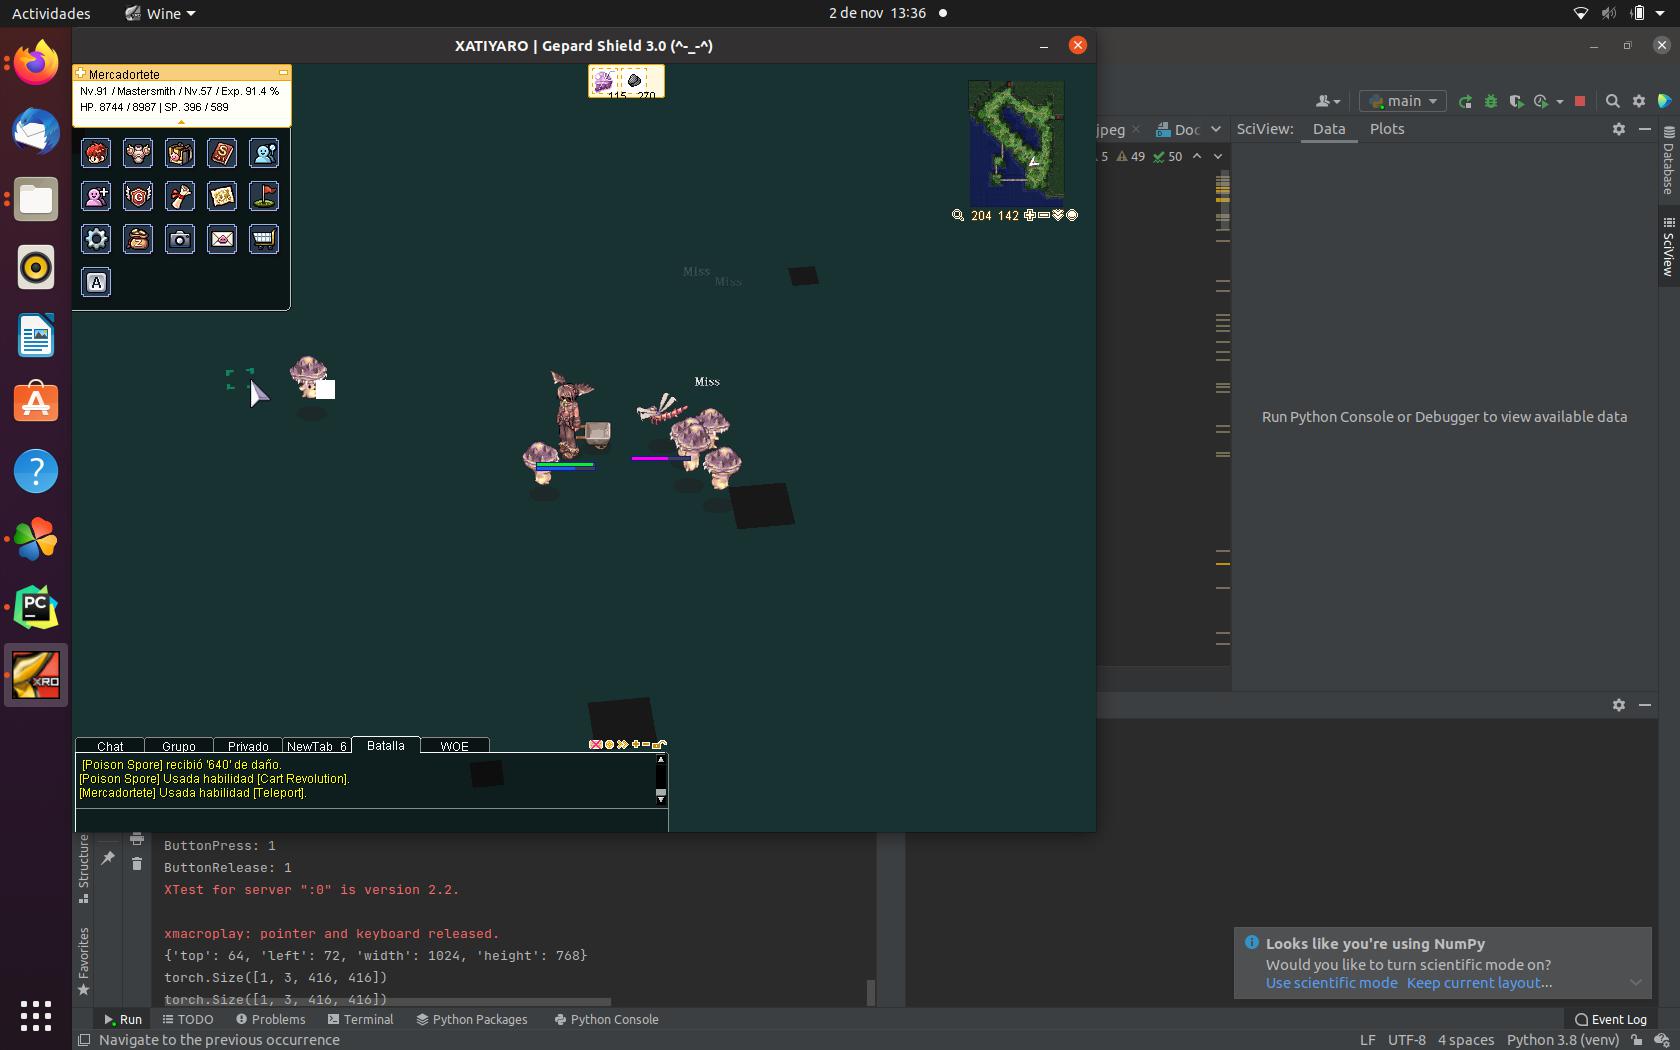 Actividades
Wine
2 de nov 13:36
XATIYARO | Gepard Shield 3.0 (^-_-^)
Mercadortete
Nv.91 / Mastersmith / Nv.57 / Exp. 91.4 %
HP. 8744 / 8987 | SP. 396 / 589
115 270
A
204 142
Miss
Miss
Miss
main
jpeg
Doc
SciView:
Data
Plots
5
49
50
Database
SciView
Run Python Console or Debugger to view available data
PC
XRO
Chat
Grupo
Privado
NewTab 6
Batalla
WOE
[Poison Spore] recibió '640' de daño.
[Poison Spore] Usada habilidad [Cart Revolution].
[Mercadortete] Usada habilidad [Teleport].
Structure
Favorites
ButtonPress: 1
ButtonRelease: 1
XTest for server ":0" is version 2.2.
xmacroplay: pointer and keyboard released.
{'top': 64, 'left': 72, 'width': 1024, 'height': 768}
torch.Size([1, 3, 416, 416])
torch.Size([1, 3, 416, 416])
Looks like you're using NumPy
Would you like to turn scientific mode on?
Use scientific mode Keep current layout...
Run
TODO
Problems
Terminal
Python Packages
Python Console
Event Log
Navigate to the previous occurrence
LF UTF-8 4 spaces Python 3.8 (venv)